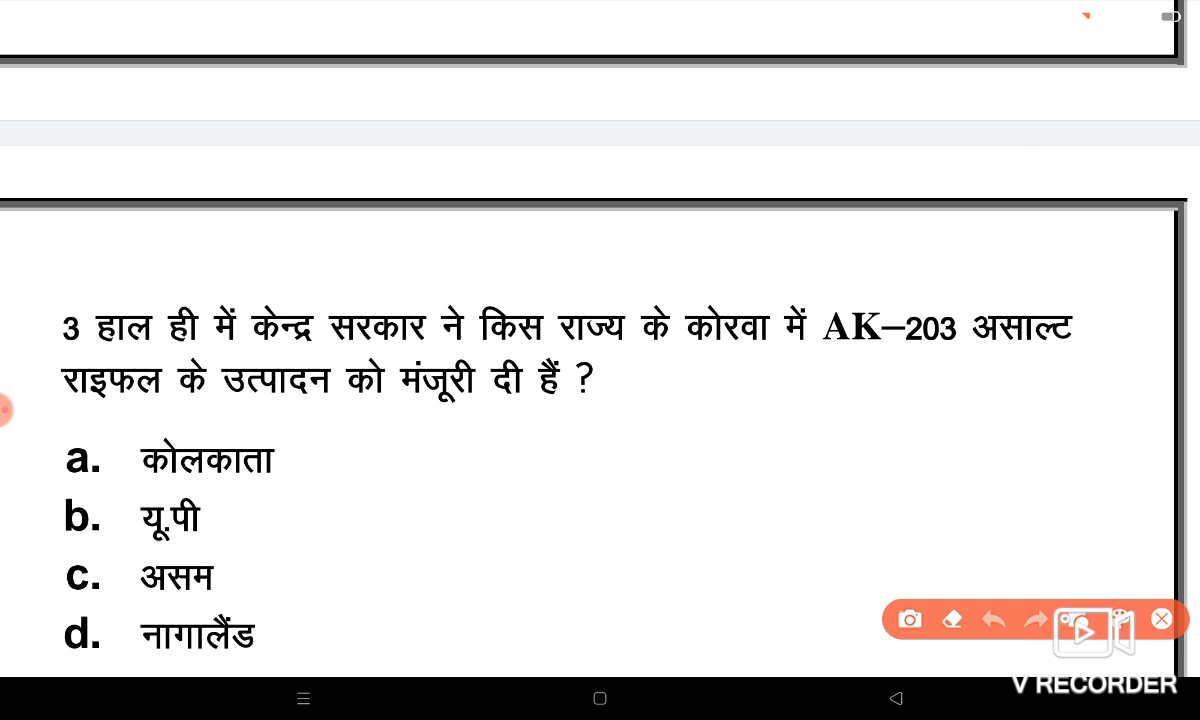 3 हाल ही में केन्द्र सरकार ने किस राज्य के कोरवा में AK–203 असाल्ट
राइफल के उत्पादन को मंजूरी दी हैं ?
a. कोलकाता
b. यू.पी
c. असम
d. नागालैंड
V RECORDER